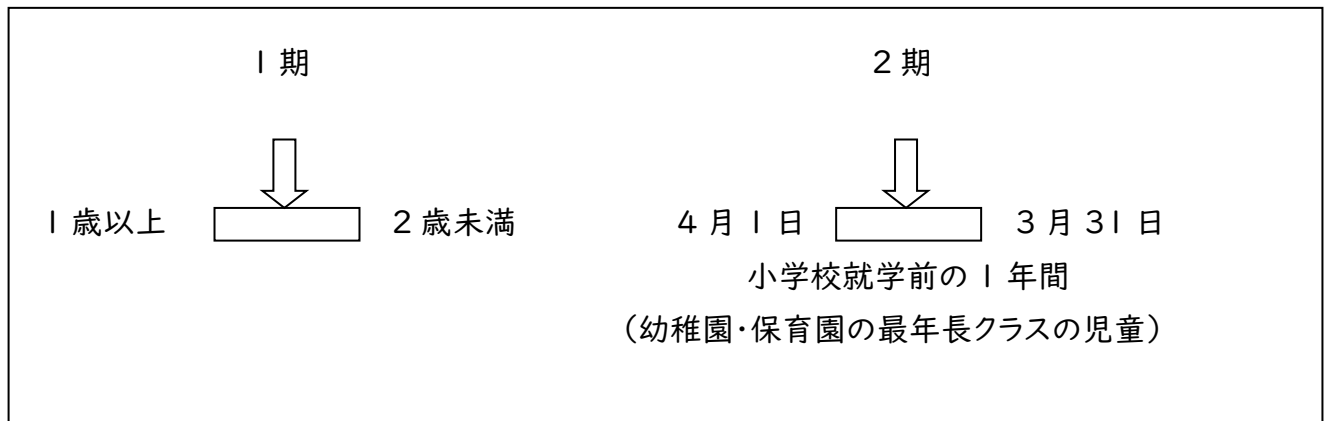 1期
2期
1歳以上 2歳未満
4月1日 3月31日
小学校就学前の1年間
(幼稚園・保育園の最年長クラスの児童)